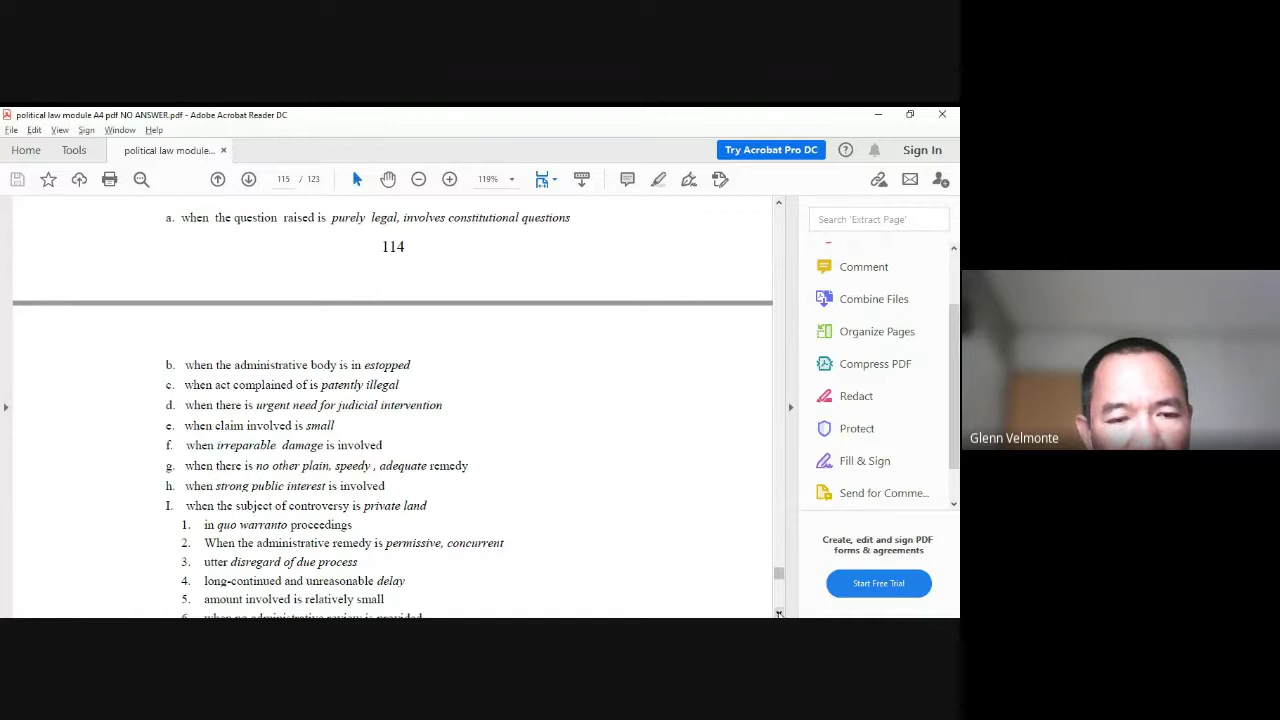 political law module A4 pdf NO ANSWER.pdf - Adobe Acrobat Reader DC
File Edit View Sign Window Help
Home Tools political law module... × Try Acrobat Pro DC Sign In
115 / 123 119%
a. when the question raised is purely legal, involves constitutional questions
114
b. when the administrative body is in estopped
c. when act complained of is patently illegal
d. when there is urgent need for judicial intervention
e. when claim involved is small
f. when irreparable damage is involved
g. when there is no other plain, speedy , adequate remedy
h. when strong public interest is involved
I. when the subject of controversy is private land
1. in quo warranto proceedings
2. When the administrative remedy is permissive, concurrent
3. utter disregard of due process
4. long-continued and unreasonable delay
5. amount involved is relatively small
6. when no administrative review is provided
Search 'Extract Page'
Comment
Combine Files
Organize Pages
Compress PDF
Redact
Protect
Fill & Sign
Send for Comme...
Create, edit and sign PDF
forms & agreements
Start Free Trial
Glenn Velmonte